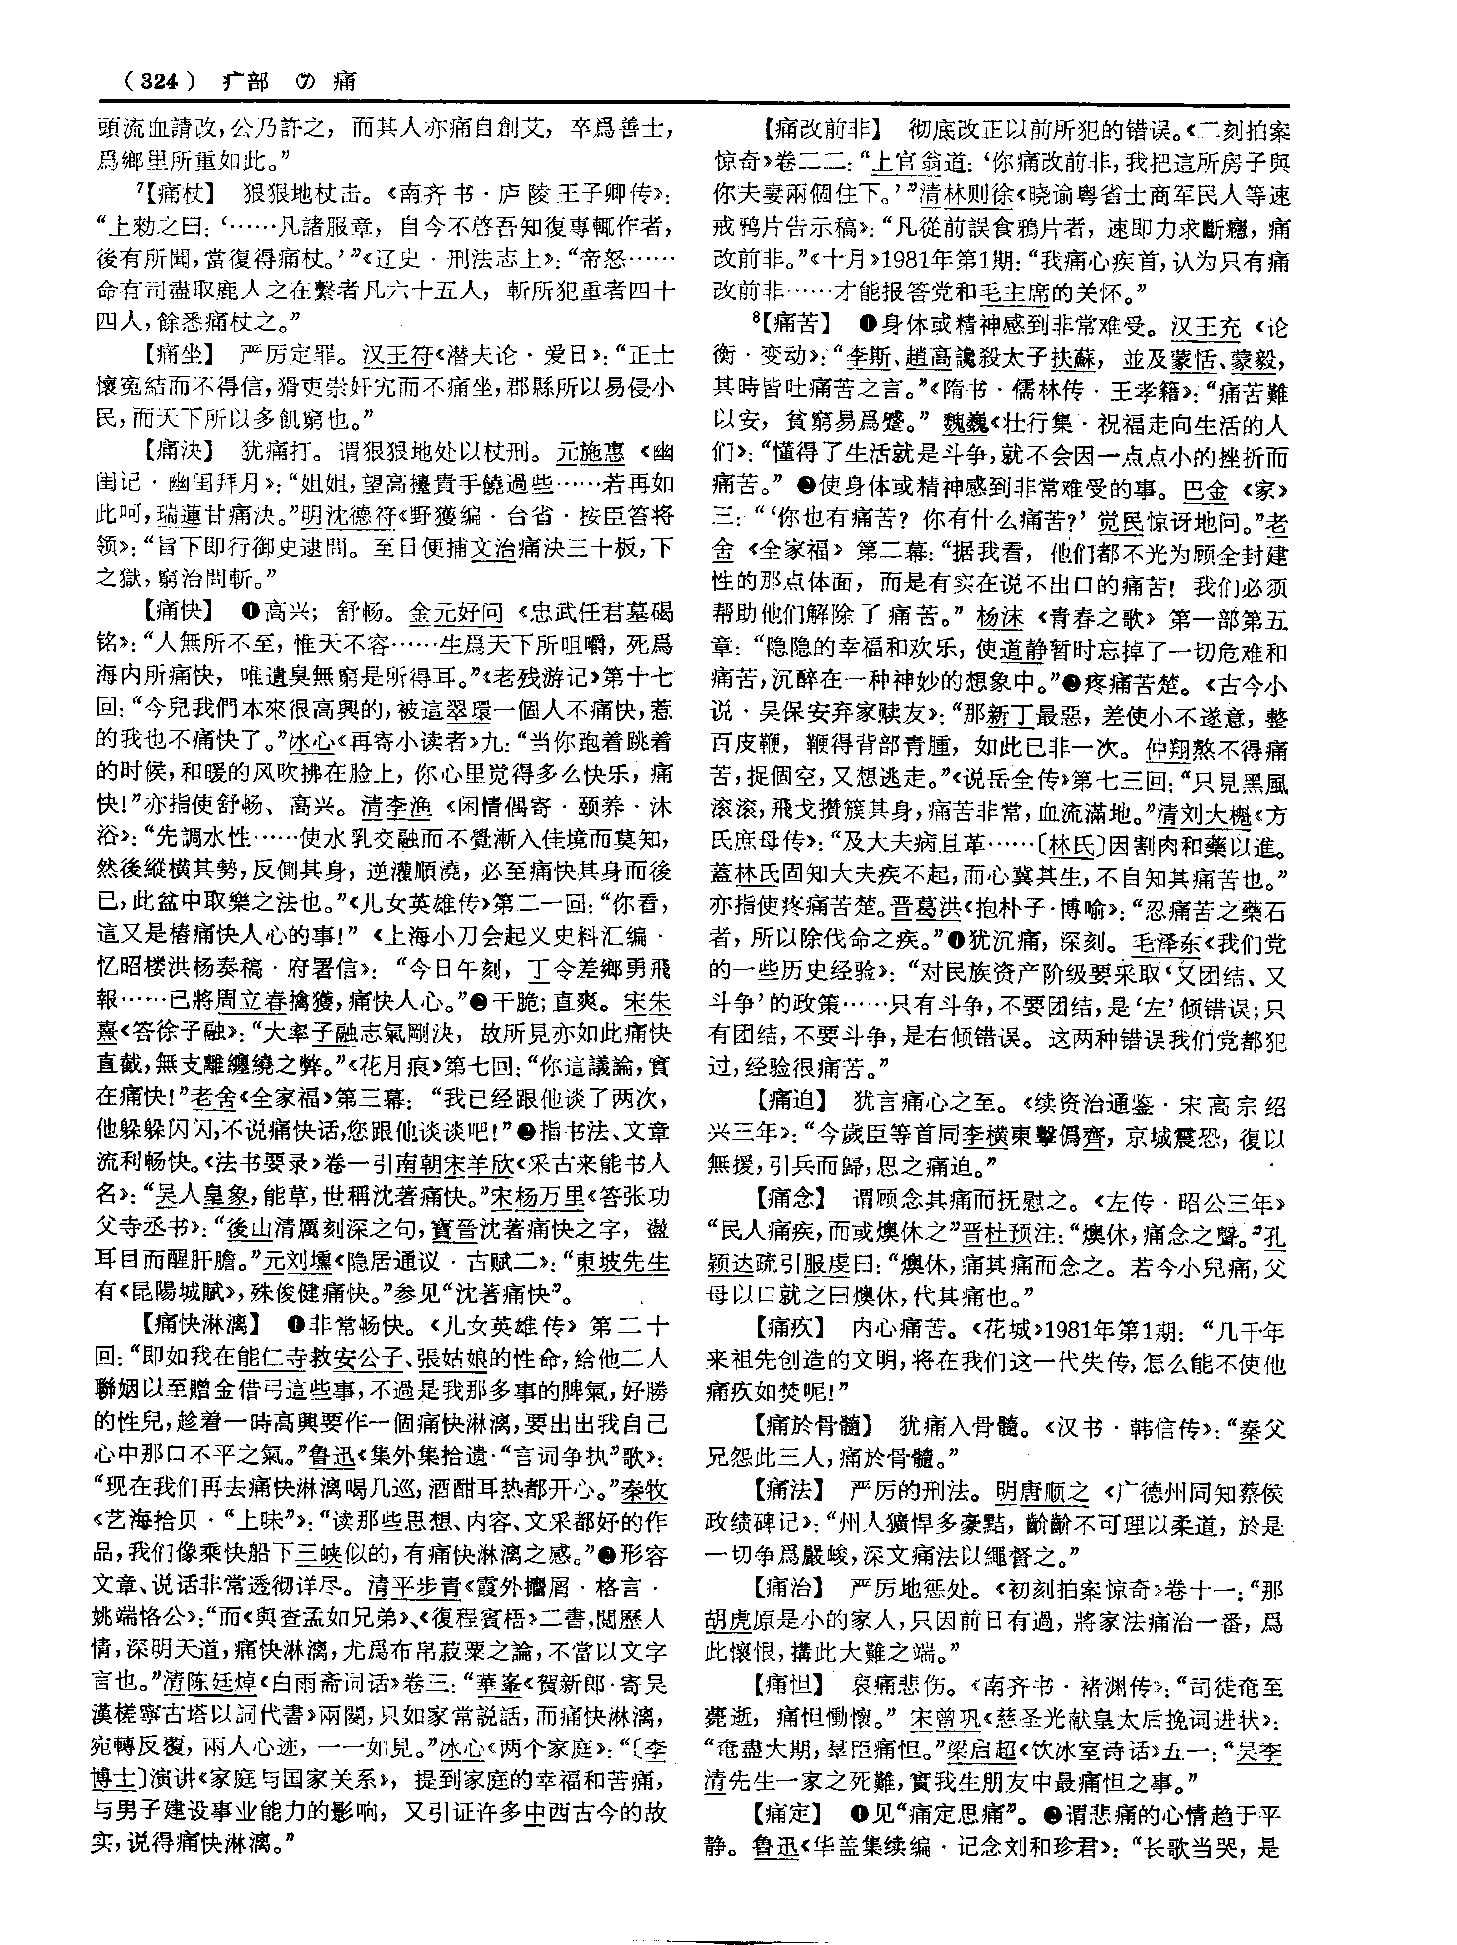 （324） 疒部 ⑦ 痛
頭流血請改，公乃許之，而其人亦痛自創艾，卒爲善士，
爲鄉里所重如此。”
7【痛杖】 狠狠地杖击。《南齐书·庐陵王子卿传》：
“上勑之曰：‘……凡諸服章，自今不啓吾知復專輒作者，
後有所聞，當復得痛杖。’”《辽史·刑法志上》：“帝怒……
命有司盡取鹿人之在繫者凡六十五人，斬所犯重者四十
四人，餘悉痛杖之。”
【痛坐】 严厉定罪。汉王符《潜夫论·爱日》：“正士
懷寃結而不得信，猾吏崇奸宄而不痛坐，郡縣所以易侵小
民，而天下所以多飢窮也。”
【痛決】 犹痛打。谓狠狠地处以杖刑。元施惠《幽
闺记·幽闺拜月》：“姐姐，望高擡貴手饒過些……若再如
此呵，瑞蓮甘痛決。”明沈德符《野獲编·台省·按臣笞将
领》：“旨下即行御史逮問。至日便捕文治痛決三十板，下
之獄，窮治問斬。”
【痛快】 ❶高兴；舒畅。金元好问《忠武任君墓碣
铭》：“人無所不至，惟天不容……生爲天下所咀嚼，死爲
海内所痛快，唯遺臭無窮是所得耳。”《老残游记》第十七
回：“今兒我們本來很高興的，被這翠環一個人不痛快，惹
的我也不痛快了。”冰心《再寄小读者》九：“当你跑着跳着
的时候，和暖的风吹拂在脸上，你心里觉得多么快乐，痛
快！”亦指使舒畅、高兴。清李渔《闲情偶寄·颐养·沐
浴》：“先調水性……使水乳交融而不覺漸入佳境而莫知，
然後縱横其勢，反側其身，逆灌順澆，必至痛快其身而後
已，此盆中取樂之法也。”《儿女英雄传》第二一回：“你看，
這又是樁痛快人心的事！”《上海小刀会起义史料汇编·
忆昭楼洪杨奏稿·府署信》：“今日午刻，丁令差鄉勇飛
報……已將周立春擒獲，痛快人心。”❷干脆；直爽。宋朱
熹《答徐子融》：“大率子融志氣剛決，故所見亦如此痛快
直截，無支離纏繞之弊。”《花月痕》第七回：“你這議論，實
在痛快！”老舍《全家福》第三幕：“我已经跟他谈了两次，
他躲躲闪闪，不说痛快话，您跟他谈谈吧！”❸指书法、文章
流利畅快。《法书要录》卷一引南朝宋羊欣《采古来能书人
名》：“吴人皇象，能草，世稱沈著痛快。”宋杨万里《答张功
父寺丞书》：“後山清厲刻深之句，寶晉沈著痛快之字，盪
耳目而醒肝膽。”元刘壎《隐居通议·古赋二》：“東坡先生
有《昆陽城賦》，殊俊健痛快。”参见“沈著痛快”。
【痛快淋漓】 ❶非常畅快。《儿女英雄传》第二十
回：“即如我在能仁寺救安公子、張姑娘的性命，給他二人
聯姻以至贈金借弓這些事，不過是我那多事的脾氣，好勝
的性兒，趁着一時高興要作一個痛快淋漓，要出出我自己
心中那口不平之氣。”鲁迅《集外集拾遗·“言词争执”歌》：
“现在我们再去痛快淋漓喝几巡，酒酣耳热都开心。”秦牧
《艺海拾贝·“上味”》：“读那些思想、内容、文采都好的作
品，我们像乘快船下三峡似的，有痛快淋漓之感。”❷形容
文章、说话非常透彻详尽。清平步青《霞外攟屑·格言·
姚端恪公》：“而《與查孟如兄弟》、《復程賓梧》二書，閲歷人
情，深明天道，痛快淋漓，尤爲布帛菽粟之論，不當以文字
言也。”清陈廷焯《白雨斋词话》卷三：“華峯《賀新郎·寄吴
漢槎寧古塔以詞代書》兩闋，只如家常説話，而痛快淋漓，
宛轉反覆，兩人心迹，一一如見。”冰心《两个家庭》：“〔李
博士〕演讲《家庭与国家关系》，提到家庭的幸福和苦痛，
与男子建设事业能力的影响，又引证许多中西古今的故
实，说得痛快淋漓。”
【痛改前非】 彻底改正以前所犯的错误。《二刻拍案
惊奇》卷二二：“上官翁道：‘你痛改前非，我把這所房子與
你夫妻兩個住下。’”清林则徐《晓谕粤省士商军民人等速
戒鸦片告示稿》：“凡從前誤食鴉片者，速即力求斷癮，痛
改前非。”《十月》1981年第1期：“我痛心疾首，认为只有痛
改前非……才能报答党和毛主席的关怀。”
8【痛苦】 ❶身体或精神感到非常难受。汉王充《论
衡·变动》：“李斯、趙高讒殺太子扶蘇，並及蒙恬、蒙毅，
其時皆吐痛苦之言。”《隋书·儒林传·王孝籍》：“痛苦難
以安，貧窮易爲蹙。”魏巍《壮行集·祝福走向生活的人
们》：“懂得了生活就是斗争，就不会因一点点小的挫折而
痛苦。”❷使身体或精神感到非常难受的事。巴金《家》
三：“‘你也有痛苦？你有什么痛苦？’觉民惊讶地问。”老
舍《全家福》第二幕：“据我看，他们都不光为顾全封建
性的那点体面，而是有实在说不出口的痛苦！我们必须
帮助他们解除了痛苦。”杨沫《青春之歌》第一部第五
章：“隐隐的幸福和欢乐，使道静暂时忘掉了一切危难和
痛苦，沉醉在一种神妙的想象中。”❸疼痛苦楚。《古今小
说·吴保安弃家赎友》：“那新丁最惡，差使小不遂意，整
百皮鞭，鞭得背部青腫，如此已非一次。仲翔熬不得痛
苦，捉個空，又想逃走。”《说岳全传》第七三回：“只見黑風
滚滚，飛戈攢簇其身，痛苦非常，血流滿地。”清刘大櫆《方
氏庶母传》：“及大夫病且革……〔林氏〕因割肉和藥以進。
蓋林氏固知大夫疾不起，而心冀其生，不自知其痛苦也。”
亦指使疼痛苦楚。晋葛洪《抱朴子·博喻》：“忍痛苦之藥石
者，所以除伐命之疾。”❹犹沉痛，深刻。毛泽东《我们党
的一些历史经验》：“对民族资产阶级要采取‘又团结、又
斗争’的政策……只有斗争，不要团结，是‘左’倾错误；只
有团结，不要斗争，是右倾错误。这两种错误我们党都犯
过，经验很痛苦。”
【痛迫】 犹言痛心之至。《续资治通鉴·宋高宗绍
兴三年》：“今歲臣等首同李横東擊僞齊，京城震恐，復以
無援，引兵而歸，思之痛迫。”
【痛念】 谓顾念其痛而抚慰之。《左传·昭公三年》
“民人痛疾，而或燠休之”晋杜预注：“燠休，痛念之聲。”孔
颖达疏引服虔曰：“燠休，痛其痛而念之。若今小兒痛，父
母以口就之曰燠休，代其痛也。”
【痛疚】 内心痛苦。《花城》1981年第1期：“几千年
来祖先创造的文明，将在我们这一代失传，怎么能不使他
痛疚如焚呢！”
【痛於骨髓】 犹痛入骨髓。《汉书·韩信传》：“秦父
兄怨此三人，痛於骨髓。”
【痛法】 严厉的刑法。明唐顺之《广德州同知蔡侯
政绩碑记》：“州人獷悍多豪黠，齮齕不可理以柔道，於是
一切争爲嚴峻，深文痛法以繩督之。”
【痛治】 严厉地惩处。《初刻拍案惊奇》卷十一：“那
胡虎原是小的家人，只因前日有過，將家法痛治一番，爲
此懷恨，搆此大難之端。”
【痛怛】 哀痛悲伤。《南齐书·褚渊传》：“司徒奄至
薨逝，痛怛慟懷。”宋曾巩《慈圣光献皇太后挽词进状》：
“奄盡大期，羣臣痛怛。”梁启超《饮冰室诗话》五一：“吴李
清先生一家之死難，實我生朋友中最痛怛之事。”
【痛定】 ❶见“痛定思痛”。❷谓悲痛的心情趋于平
静。鲁迅《华盖集续编·记念刘和珍君》：“长歌当哭，是